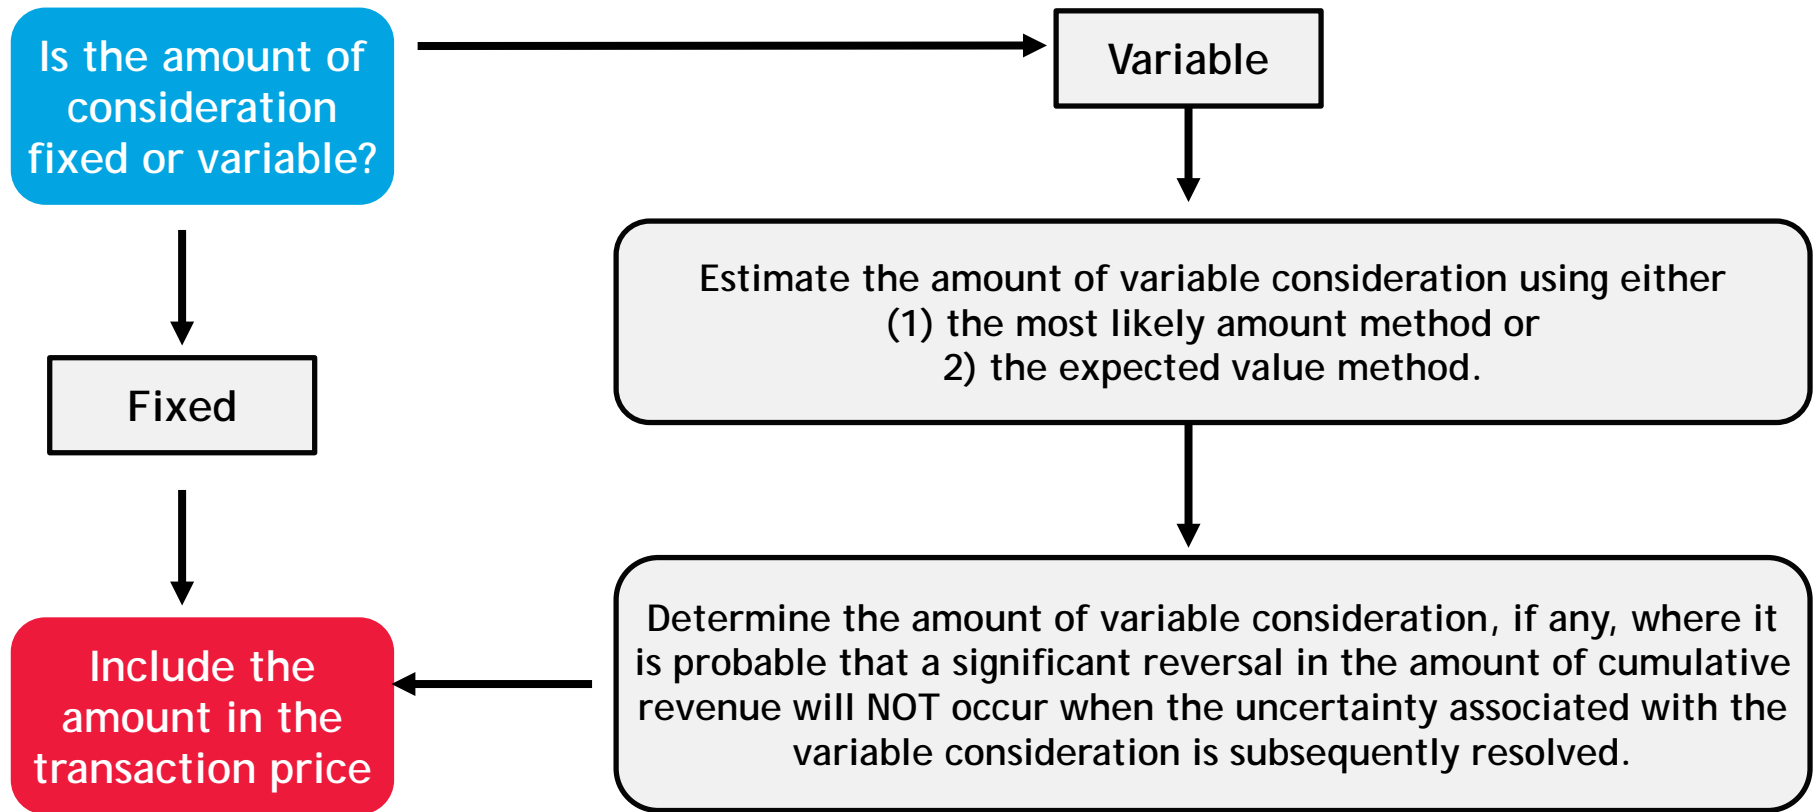 Is the amount of
consideration
fixed or variable?
Variable
Estimate the amount of variable consideration using either
(1) the most likely amount method or
2) the expected value method.
Fixed
Determine the amount of variable consideration, if any, where it
is probable that a significant reversal in the amount of cumulative
revenue will NOT occur when the uncertainty associated with the
variable consideration is subsequently resolved.
Include the
amount in the
transaction price